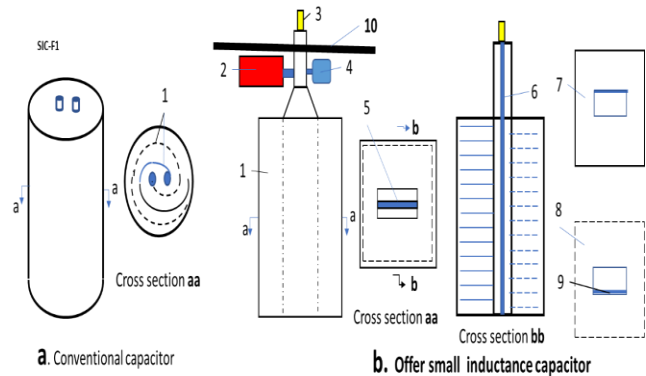 SIC-F1
1
a
a
Cross section aa
a. Conventional capacitor
3
10
2
4
5
b
1
a
a
b
Cross section aa
6
Cross section bb
7
8
9
b. Offer small inductance capacitor